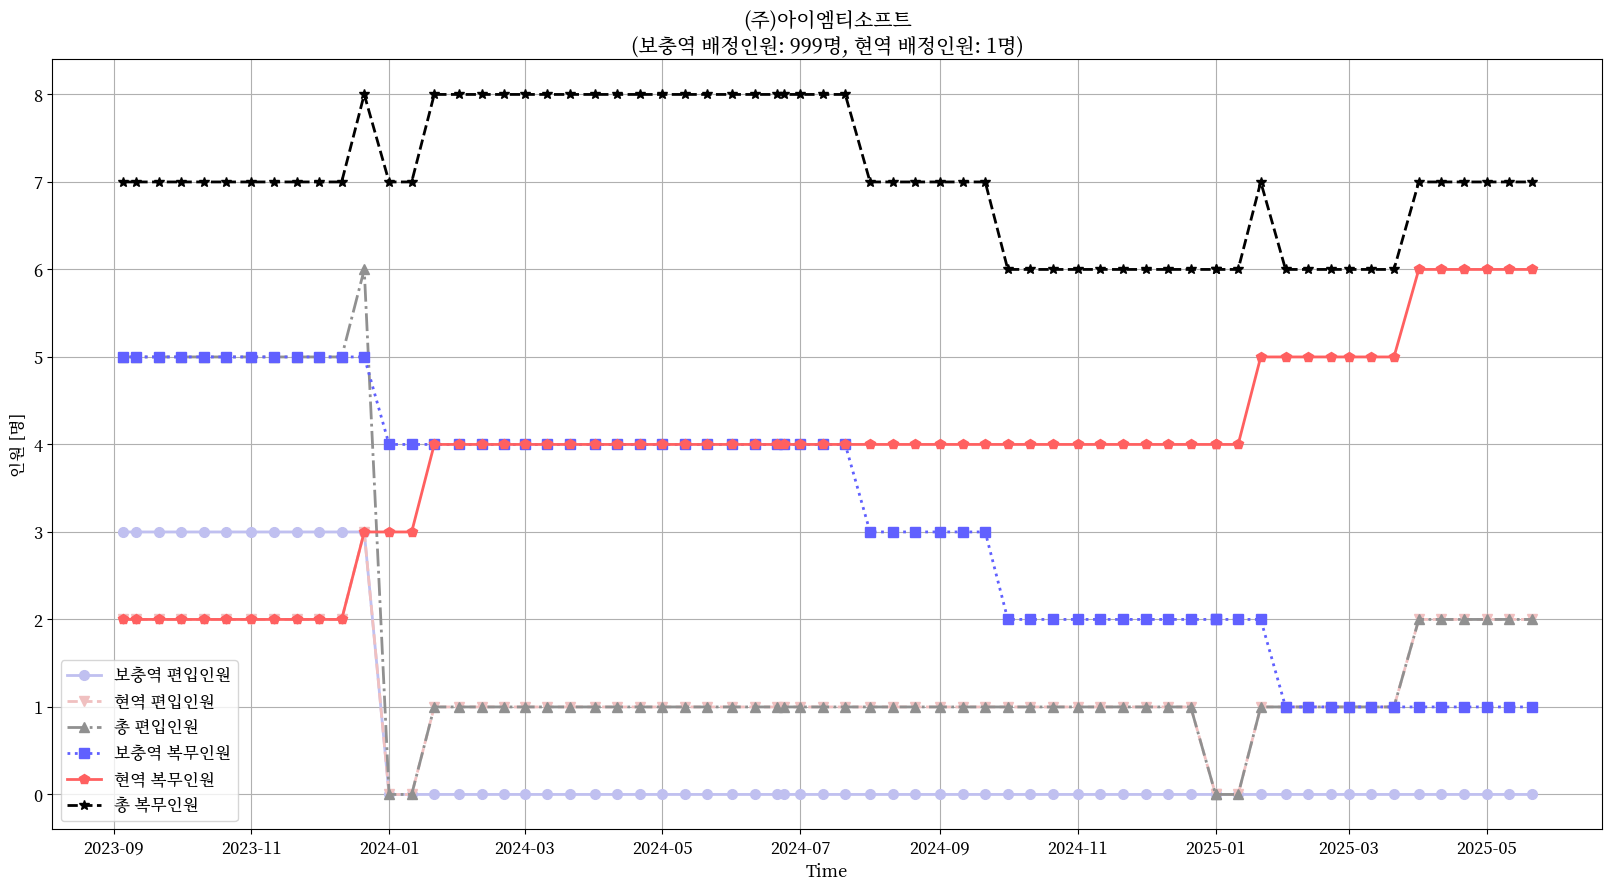 (주)아이엠티소프트
(보충역 배정인원: 999명, 현역 배정인원: 1명)
인원 [명]
8
7
6
5
4
3
2
1
0
보충역 편입인원
현역 편입인원
총 편입인원
보충역 복무인원
현역 복무인원
총 복무인원
2023-09 2023-11 2024-01 2024-03 2024-05 2024-07 2024-09 2024-11 2025-01 2025-03 2025-05
Time